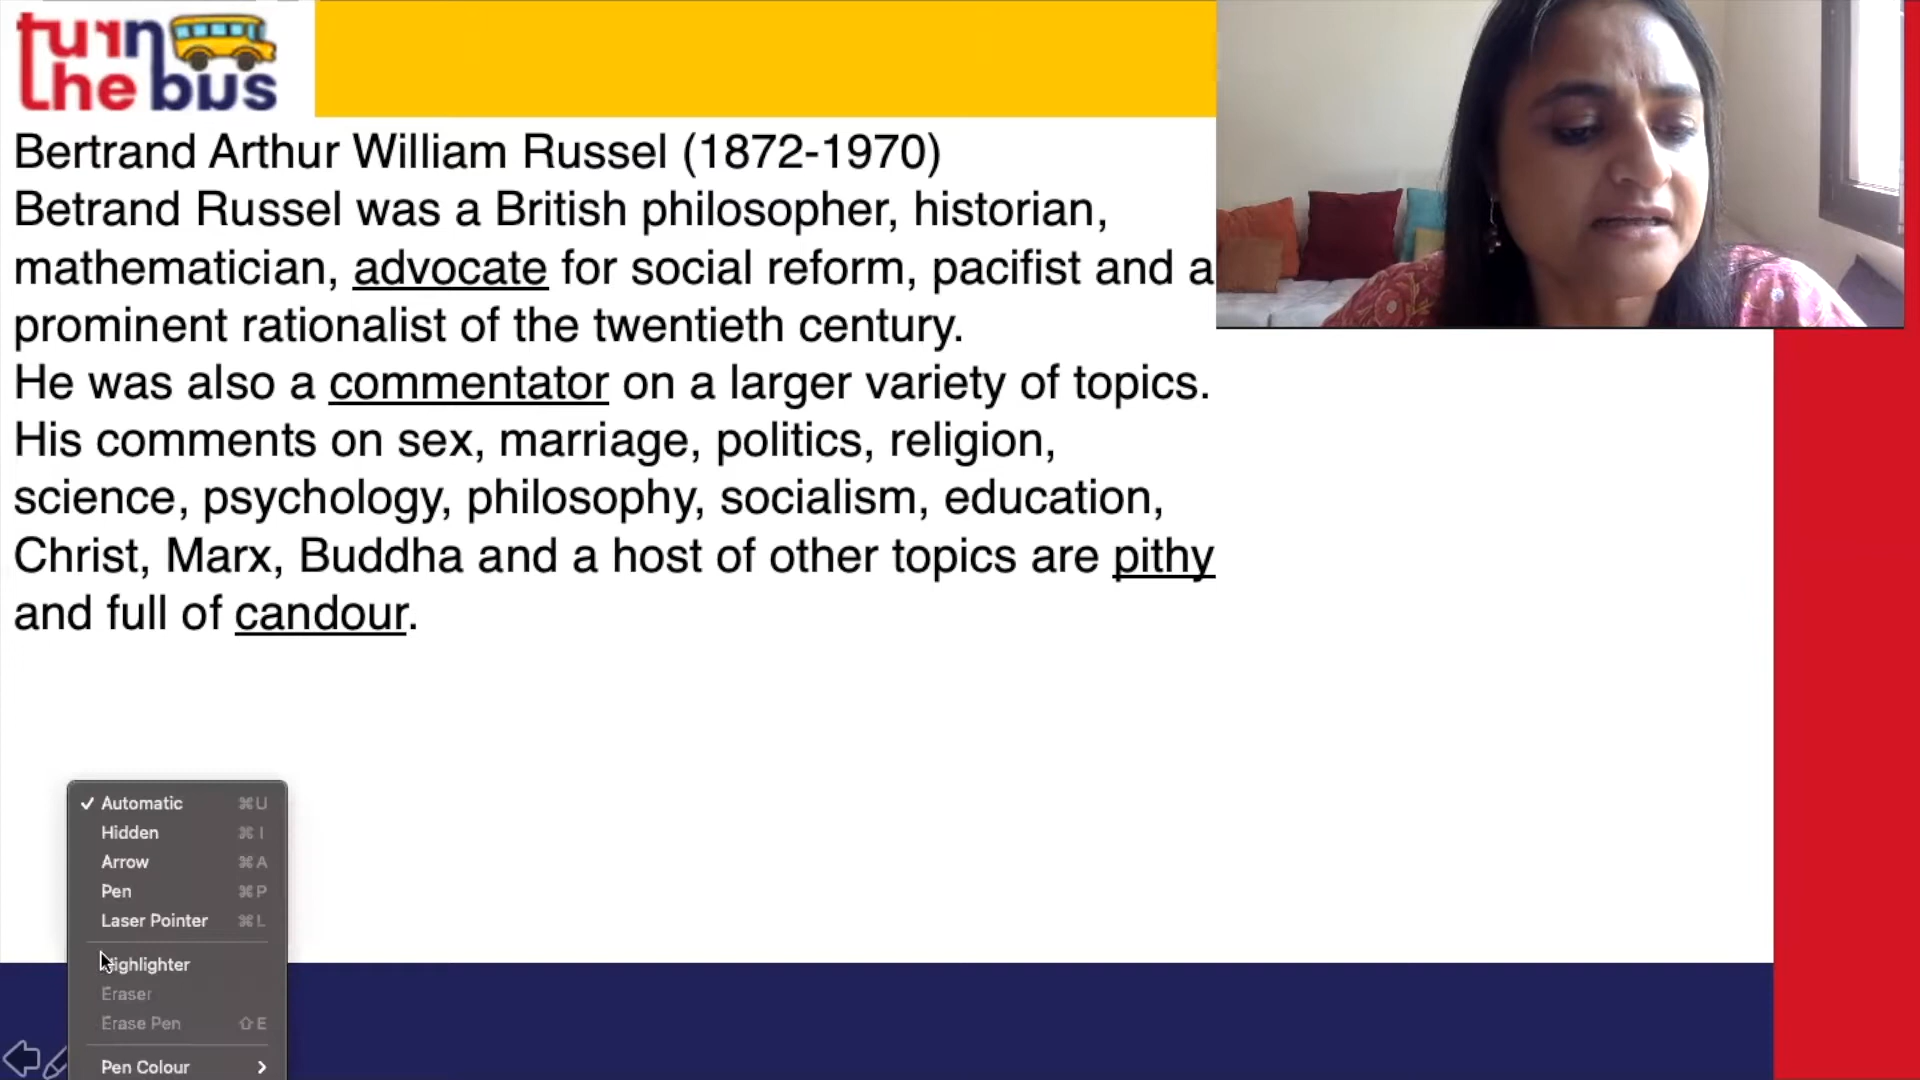 turn
the bus
Bertrand Arthur William Russel (1872-1970)
Betrand Russel was a British philosopher, historian,
mathematician, advocate for social reform, pacifist and a
prominent rationalist of the twentieth century.
He was also a commentator on a larger variety of topics.
His comments on sex, marriage, politics, religion,
science, psychology, philosophy, socialism, education,
Christ, Marx, Buddha and a host of other topics are pithy
and full of candour.
✓ Automatic ⌘U
Hidden ⌘I
Arrow ⌘A
Pen ⌘P
Laser Pointer ⌘L
Highlighter
Eraser
Erase Pen ⇧E
Pen Colour >